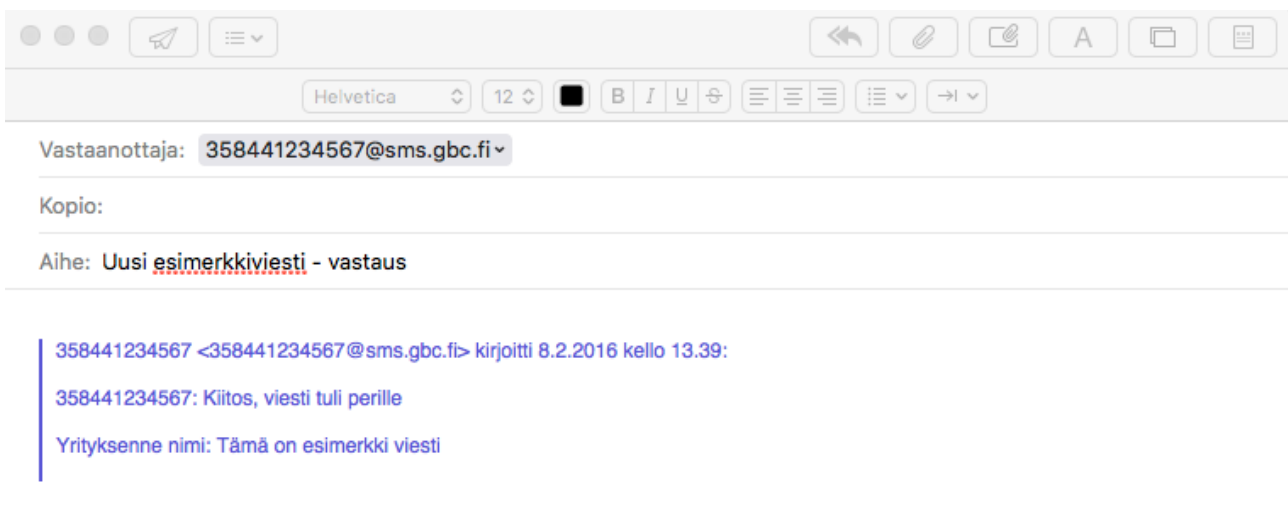 Helvetica 12 B I U S
Vastaanottaja: 358441234567@sms.gbc.fi
Kopio:
Aihe: Uusi esimerkkiviesti - vastaus
358441234567 <358441234567@sms.gbc.fi> kirjoitti 8.2.2016 kello 13.39:
358441234567: Kiitos, viesti tuli perille
Yrityksenne nimi: Tämä on esimerkki viesti